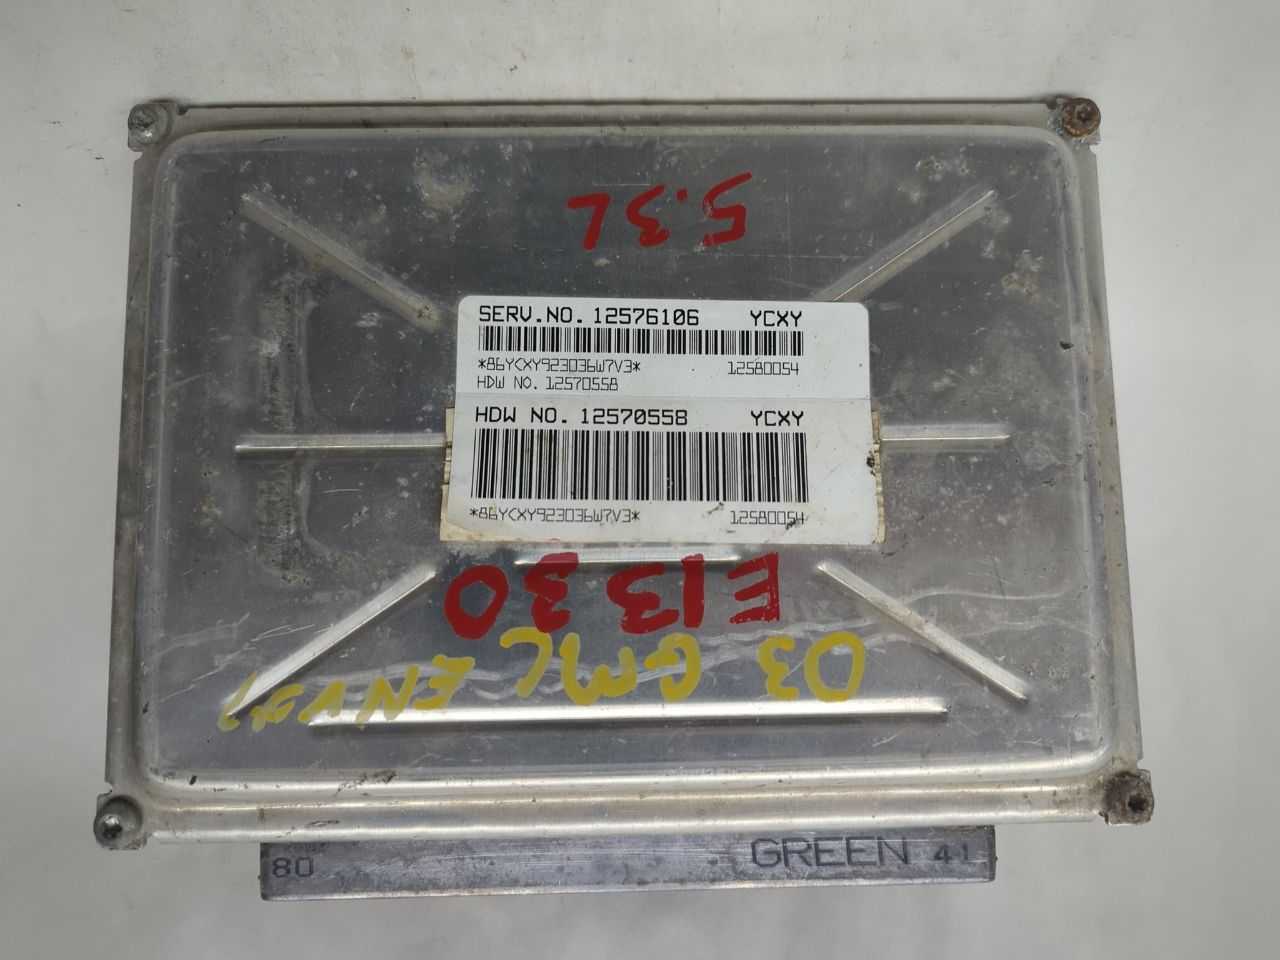 5.3L
SERV.NO. 12576106 YCXY
*86YCXY923036W7V3* 12580054
HDW NO. 12570558
HDW NO. 12570558 YCXY
*86YCXY923036W7V3* 12580054
E1330
03 GMC ENVOY
80 GREEN 41